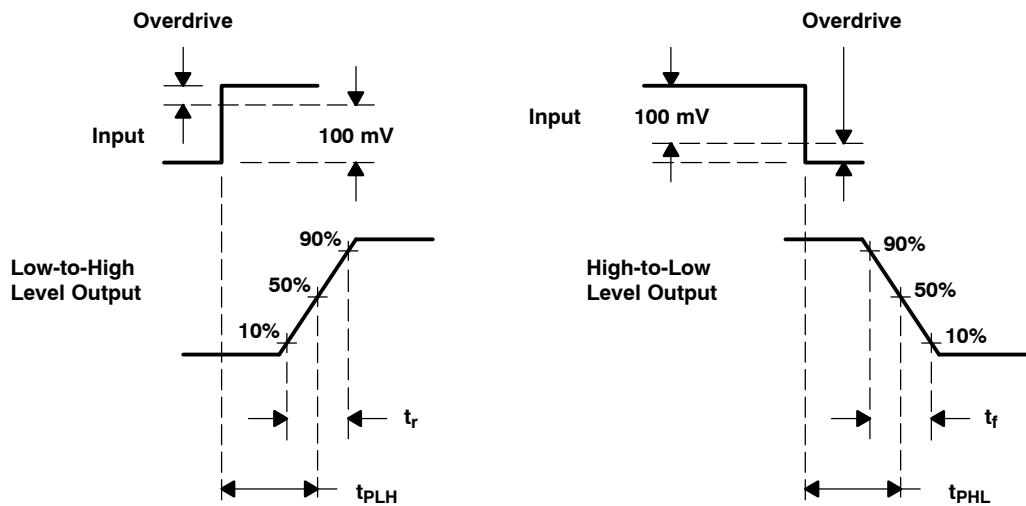 Overdrive
Input
100 mV
Low-to-High
Level Output
90%
50%
10%
tr
tPLH
Overdrive
Input
100 mV
High-to-Low
Level Output
90%
50%
10%
tf
tPHL